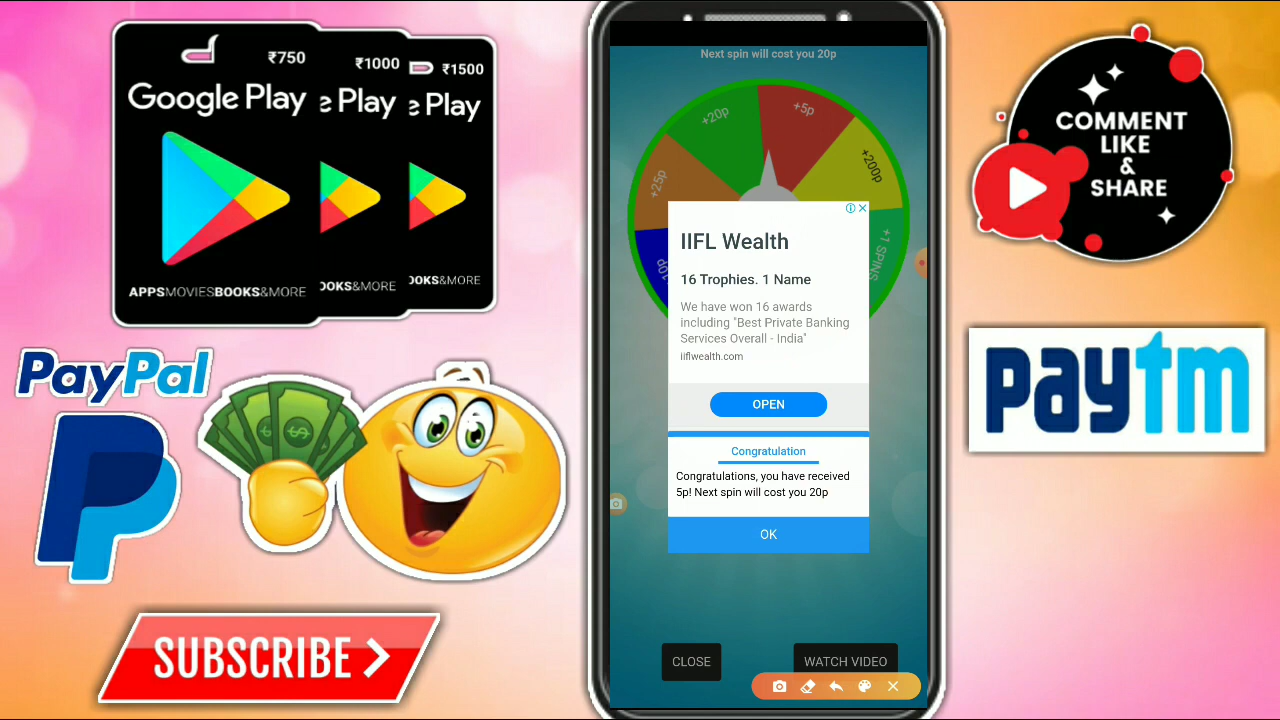 ₹750
Google Play
APPSMOVIESBOOKS&MORE
₹1000
e Play
OOKS&MORE
₹1500
e Play
OOKS&MORE
PayPal
SUBSCRIBE
Next spin will cost you 20p
+25p
+20p
+5p
+200p
+1 SPINS
IIFL Wealth
16 Trophies. 1 Name
We have won 16 awards
including "Best Private Banking
Services Overall - India"
iiflwealth.com
OPEN
Congratulation
Congratulations, you have received
5p! Next spin will cost you 20p
OK
CLOSE
WATCH VIDEO
COMMENT
LIKE
&
SHARE
paytm